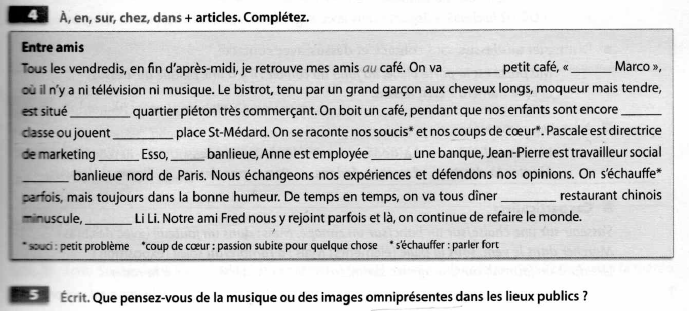 4 À, en, sur, chez, dans + articles. Complétez.
Entre amis
Tous les vendredis, en fin d'après-midi, je retrouve mes amis au café. On va ________ petit café, « ________ Marco »,
où il n'y a ni télévision ni musique. Le bistrot, tenu par un grand garçon aux cheveux longs, moqueur mais tendre,
est situé ________ quartier piéton très commerçant. On boit un café, pendant que nos enfants sont encore ________
classe ou jouent ________ place St-Médard. On se raconte nos soucis* et nos coups de cœur*. Pascale est directrice
de marketing ________ Esso, ________ banlieue, Anne est employée ________ une banque, Jean-Pierre est travailleur social
________ banlieue nord de Paris. Nous échangeons nos expériences et défendons nos opinions. On s'échauffe*
parfois, mais toujours dans la bonne humeur. De temps en temps, on va tous dîner ________ restaurant chinois
minuscule, ________ Li Li. Notre ami Fred nous y rejoint parfois et là, on continue de refaire le monde.
* souci : petit problème *coup de cœur : passion subite pour quelque chose * s'échauffer : parler fort
5 Écrit. Que pensez-vous de la musique ou des images omniprésentes dans les lieux publics ?